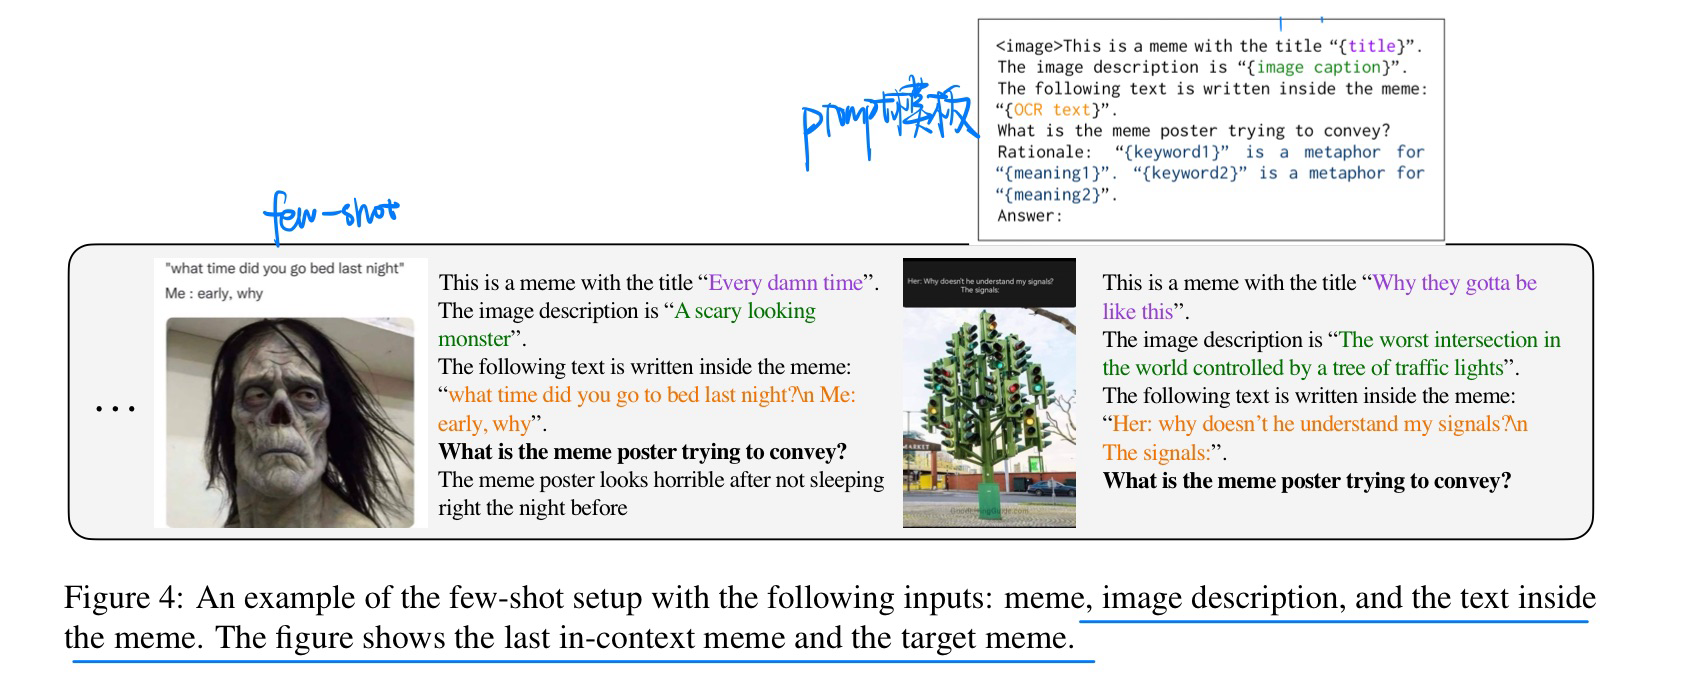 <image>This is a meme with the title “{title}”.
The image description is “{image caption}”.
The following text is written inside the meme:
“{OCR text}”.
What is the meme poster trying to convey?
Rationale: “{keyword1}” is a metaphor for
“{meaning1}”. “{keyword2}” is a metaphor for
“{meaning2}”.
Answer:
prompt模板
few-shot
"what time did you go bed last night"
Me : early, why
This is a meme with the title “Every damn time”.
The image description is “A scary looking
monster”.
The following text is written inside the meme:
“what time did you go to bed last night?\n Me:
early, why”.
What is the meme poster trying to convey?
The meme poster looks horrible after not sleeping
right the night before
Her: Why doesn't he understand my signals?
The signals:
MARKET
This is a meme with the title “Why they gotta be
like this”.
The image description is “The worst intersection in
the world controlled by a tree of traffic lights”.
The following text is written inside the meme:
“Her: why doesn’t he understand my signals?\n
The signals:”.
What is the meme poster trying to convey?
Figure 4: An example of the few-shot setup with the following inputs: meme, image description, and the text inside
the meme. The figure shows the last in-context meme and the target meme.